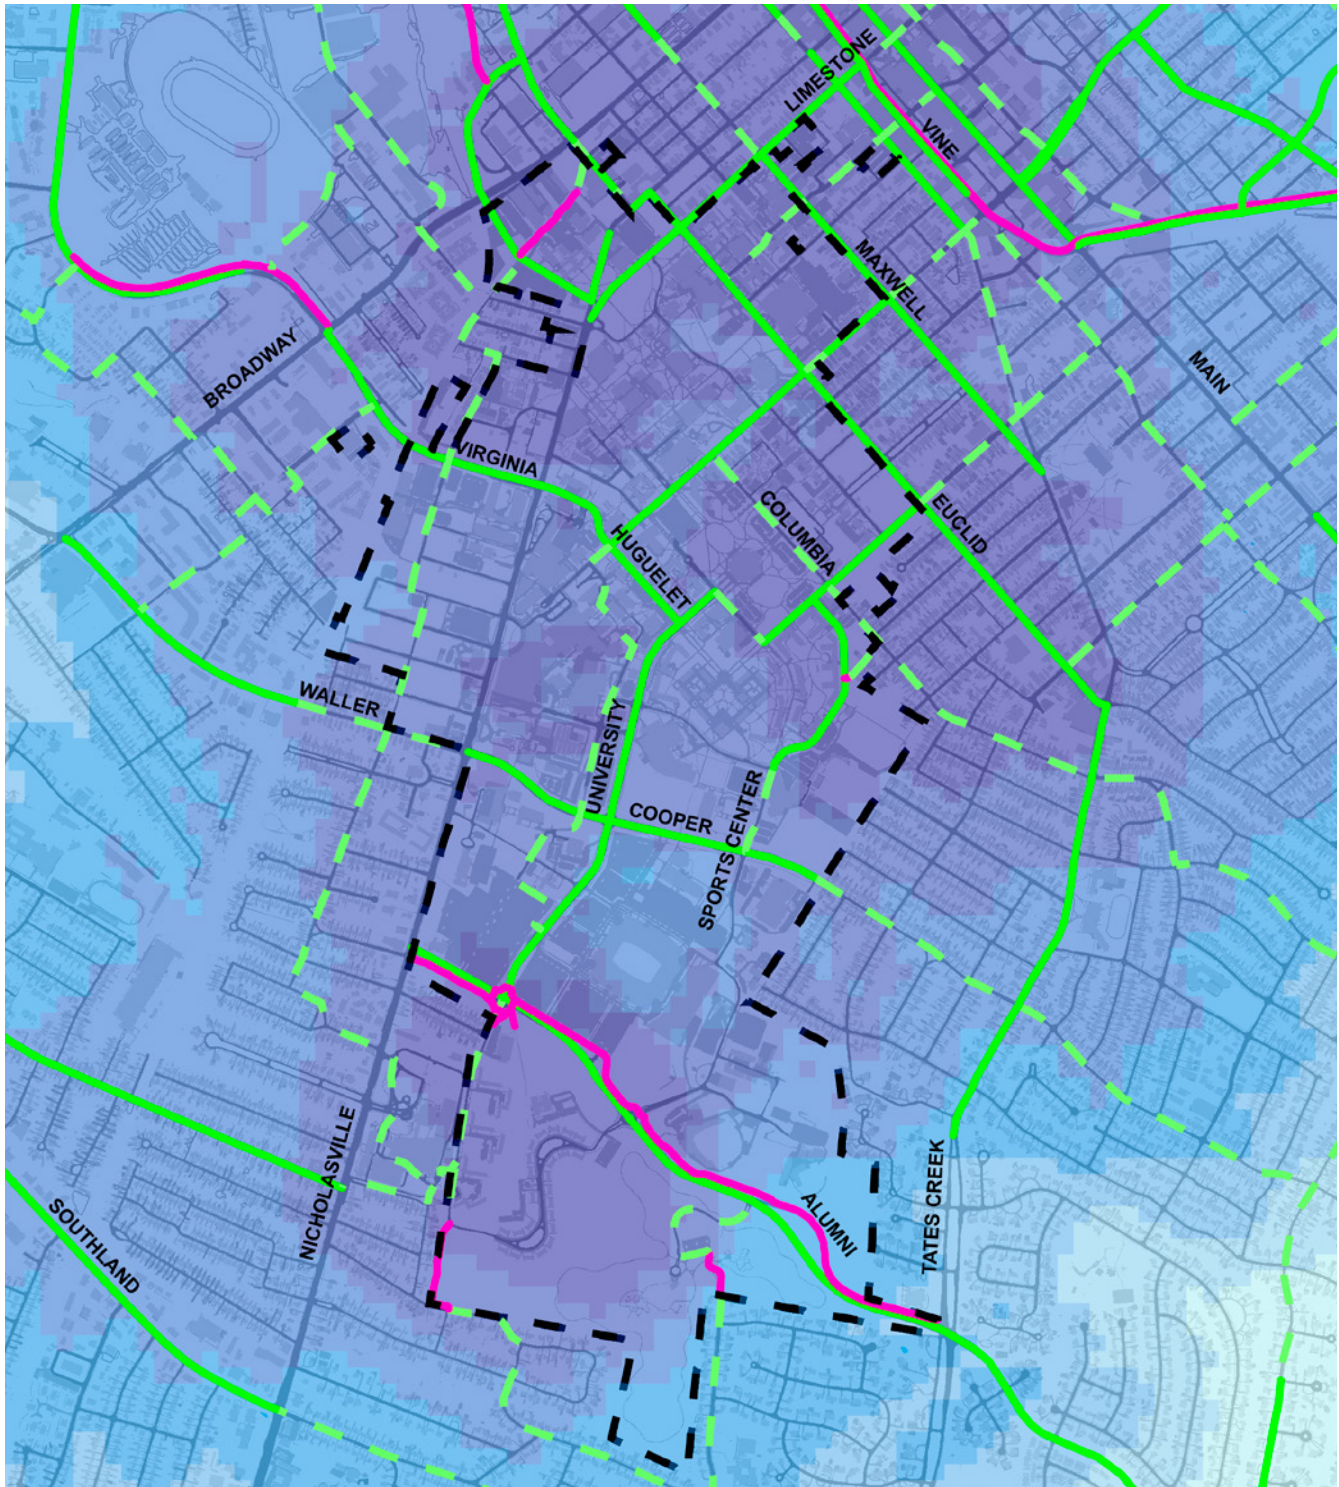 LIMESTONE
VINE
MAXWELL
MAIN
BROADWAY
VIRGINIA
COLUMBIA
EUCLID
HUGUELET
WALLER
UNIVERSITY
COOPER
SPORTS CENTER
NICHOLASVILLE
TATES CREEK
ALUMNI
SOUTHLAND